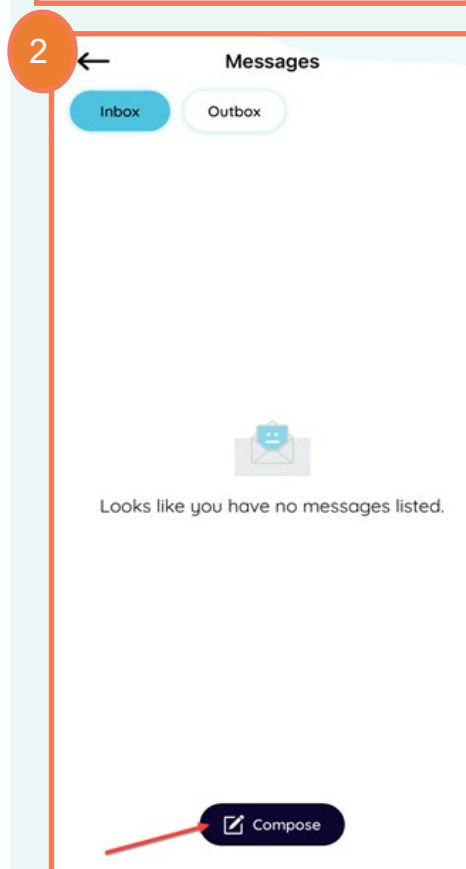 2
Messages
Inbox Outbox
Looks like you have no messages listed.
Compose